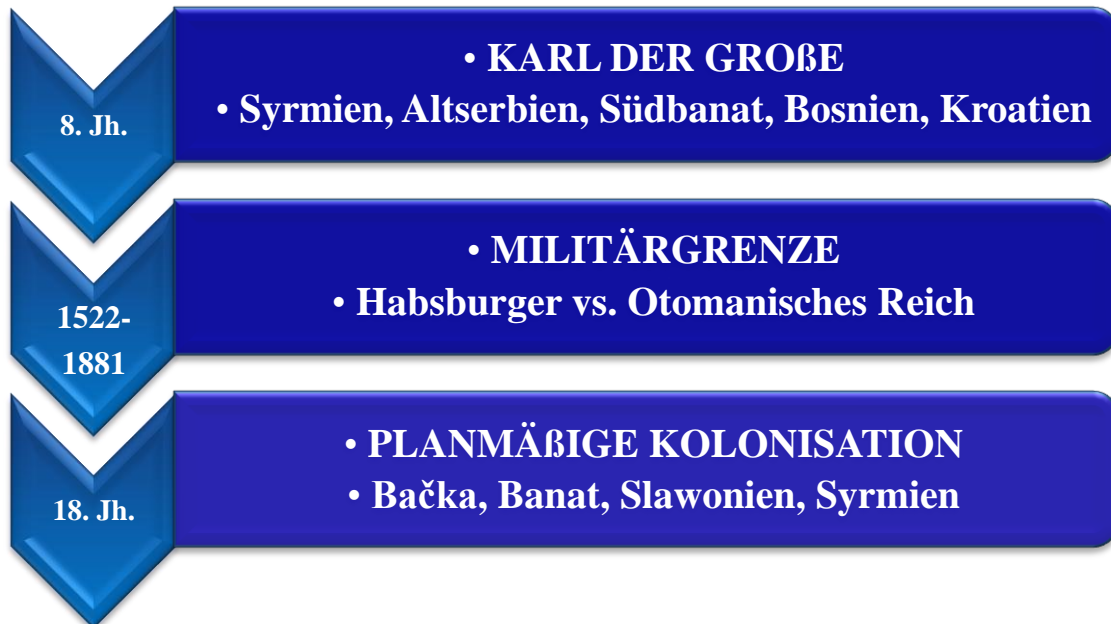 8. Jh.
• KARL DER GROßE
• Syrmien, Altserbien, Südbanat, Bosnien, Kroatien
1522-
1881
• MILITÄRGRENZE
• Habsburger vs. Otomanisches Reich
18. Jh.
• PLANMÄßIGE KOLONISATION
• Bačka, Banat, Slawonien, Syrmien